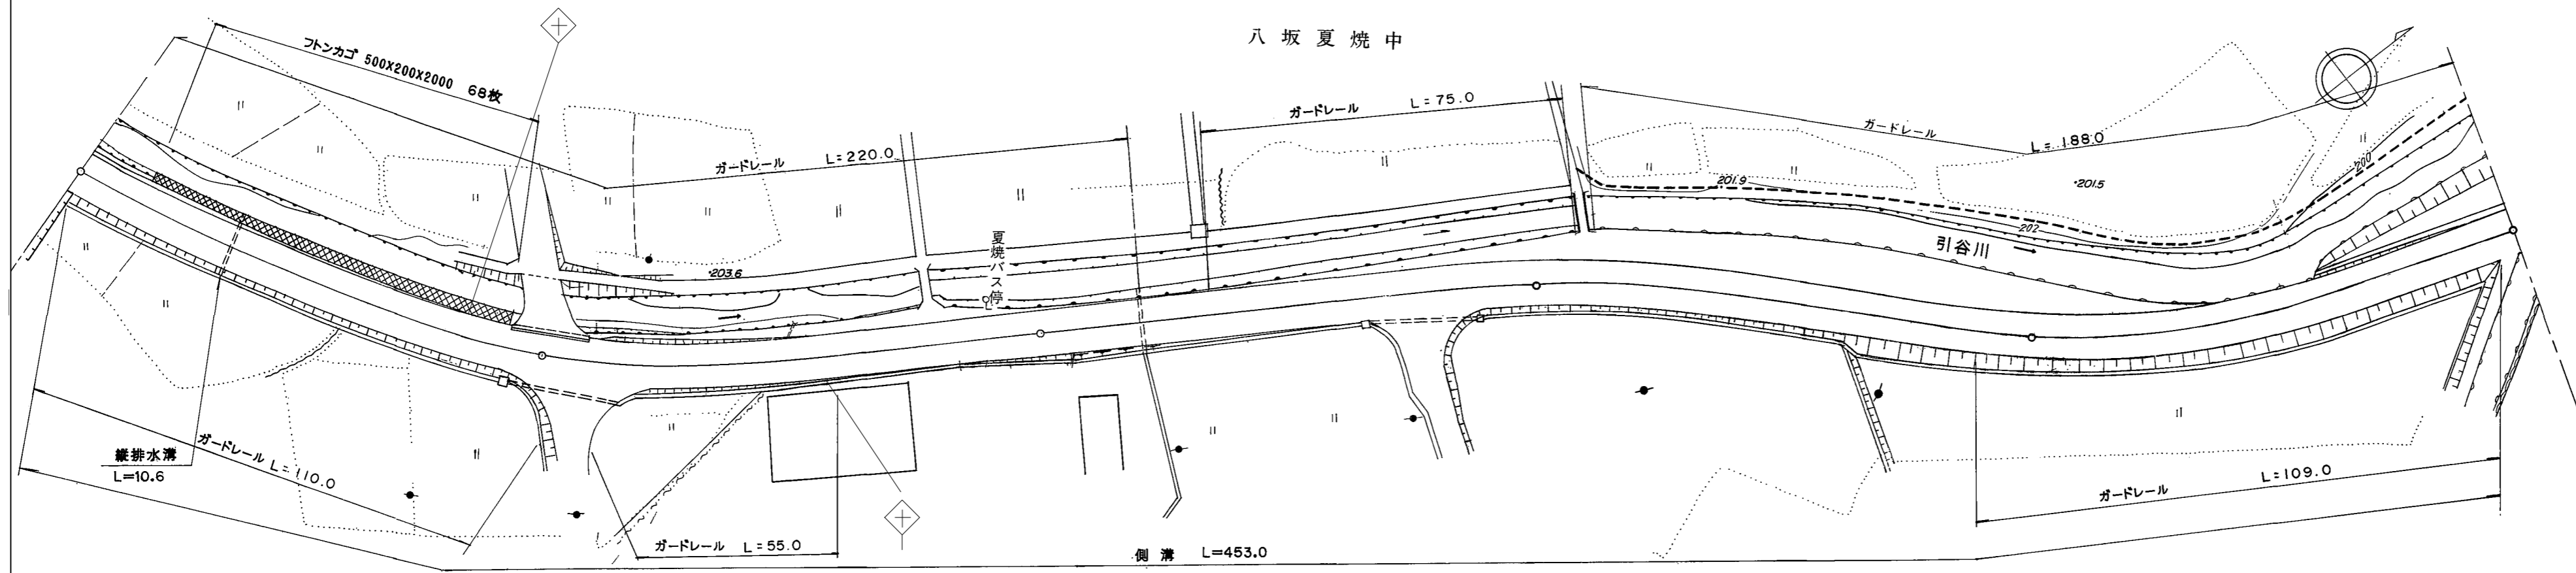 八坂夏焼中
フトンカゴ 500X200X2000 68枚
ガードレール L=220.0
ガードレール L=75.0
ガードレール L=188.0
200
201.9
・201.5
202
引谷川
・203.6
夏焼バス停
縦排水溝
L=10.6
ガードレール L=110.0
ガードレール L=55.0
側溝 L=453.0
ガードレール L=109.0